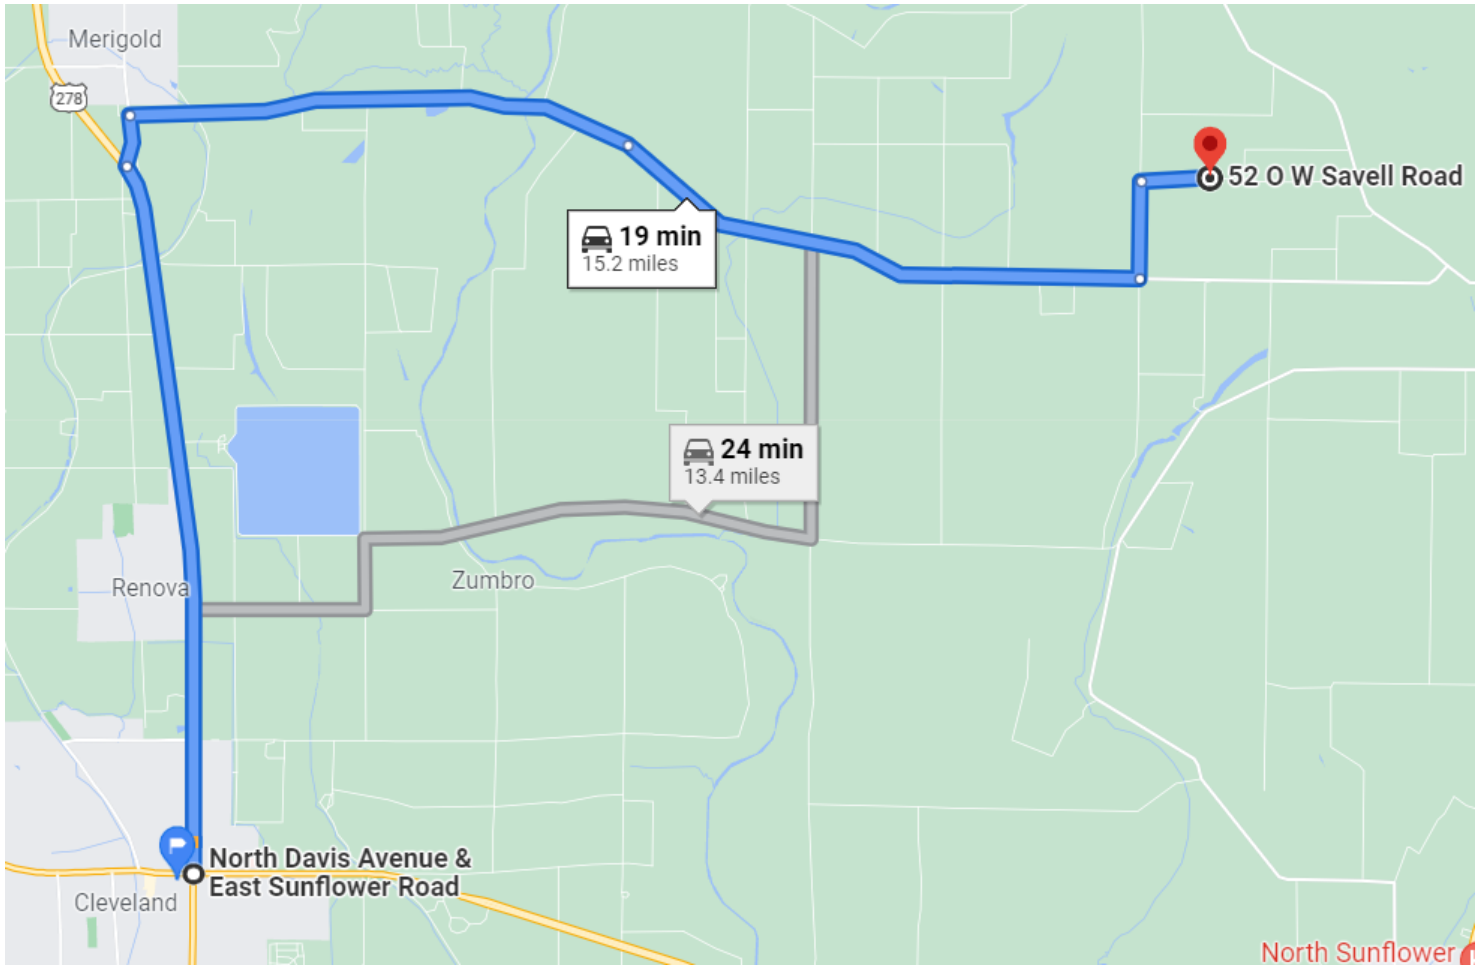 Merigold
278
52 O W Savell Road
19 min
15.2 miles
24 min
13.4 miles
Renova
Zumbro
North Davis Avenue &
East Sunflower Road
Cleveland
North Sunflower